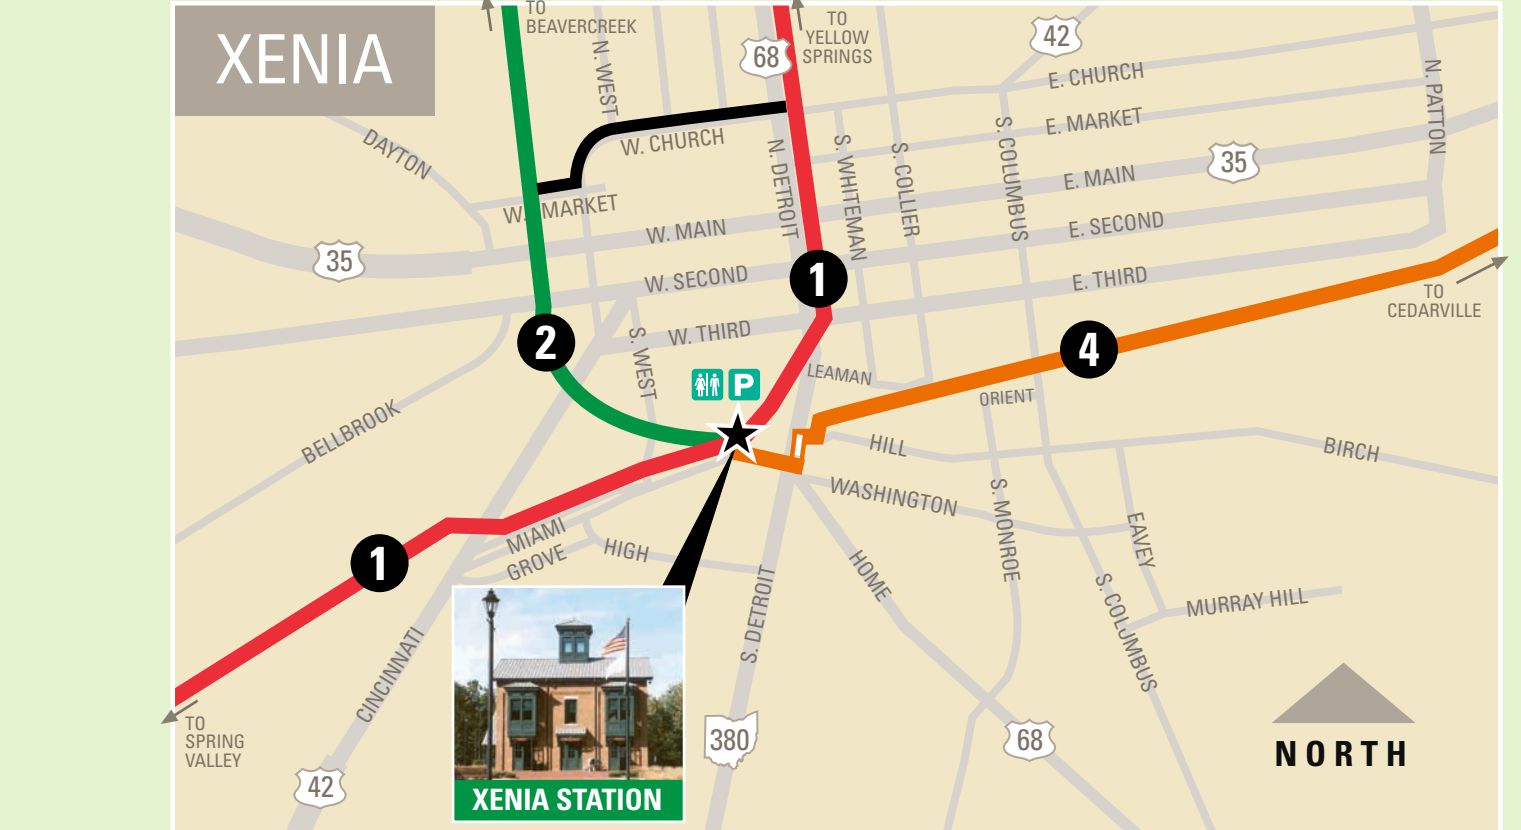 XENIA
TO
BEAVERCREEK
TO
YELLOW
SPRINGS
42
68
N. WEST
E. CHURCH
N. PATTON
DAYTON
W. CHURCH
E. MARKET
S. COLUMBUS
N. DETROIT
S. WHITEMAN
S. COLLIER
35
E. MAIN
W. MARKET
W. MAIN
E. SECOND
35
W. SECOND
1
E. THIRD
TO
CEDARVILLE
2
W. THIRD
S. WEST
4
P
LEAMAN
ORIENT
BELLBROOK
HILL
BIRCH
WASHINGTON
S. MONROE
MIAMI
GROVE
HIGH
EAVEY
1
HOME
S. DETROIT
S. COLUMBUS
MURRAY HILL
CINCINNATI
TO
SPRING
VALLEY
380
68
NORTH
42
XENIA STATION